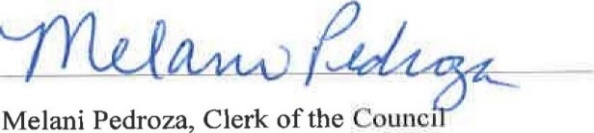 Melani Pedroza
Melani Pedroza, Clerk of the Council